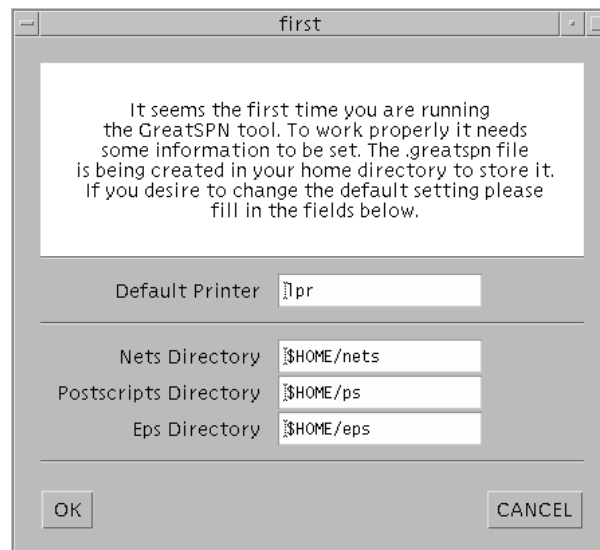 first
It seems the first time you are running
the GreatSPN tool. To work properly it needs
some information to be set. The .greatspn file
is being created in your home directory to store it.
If you desire to change the default setting please
fill in the fields below.
Default Printer lpr
Nets Directory $HOME/nets
Postscripts Directory $HOME/ps
Eps Directory $HOME/eps
OK CANCEL